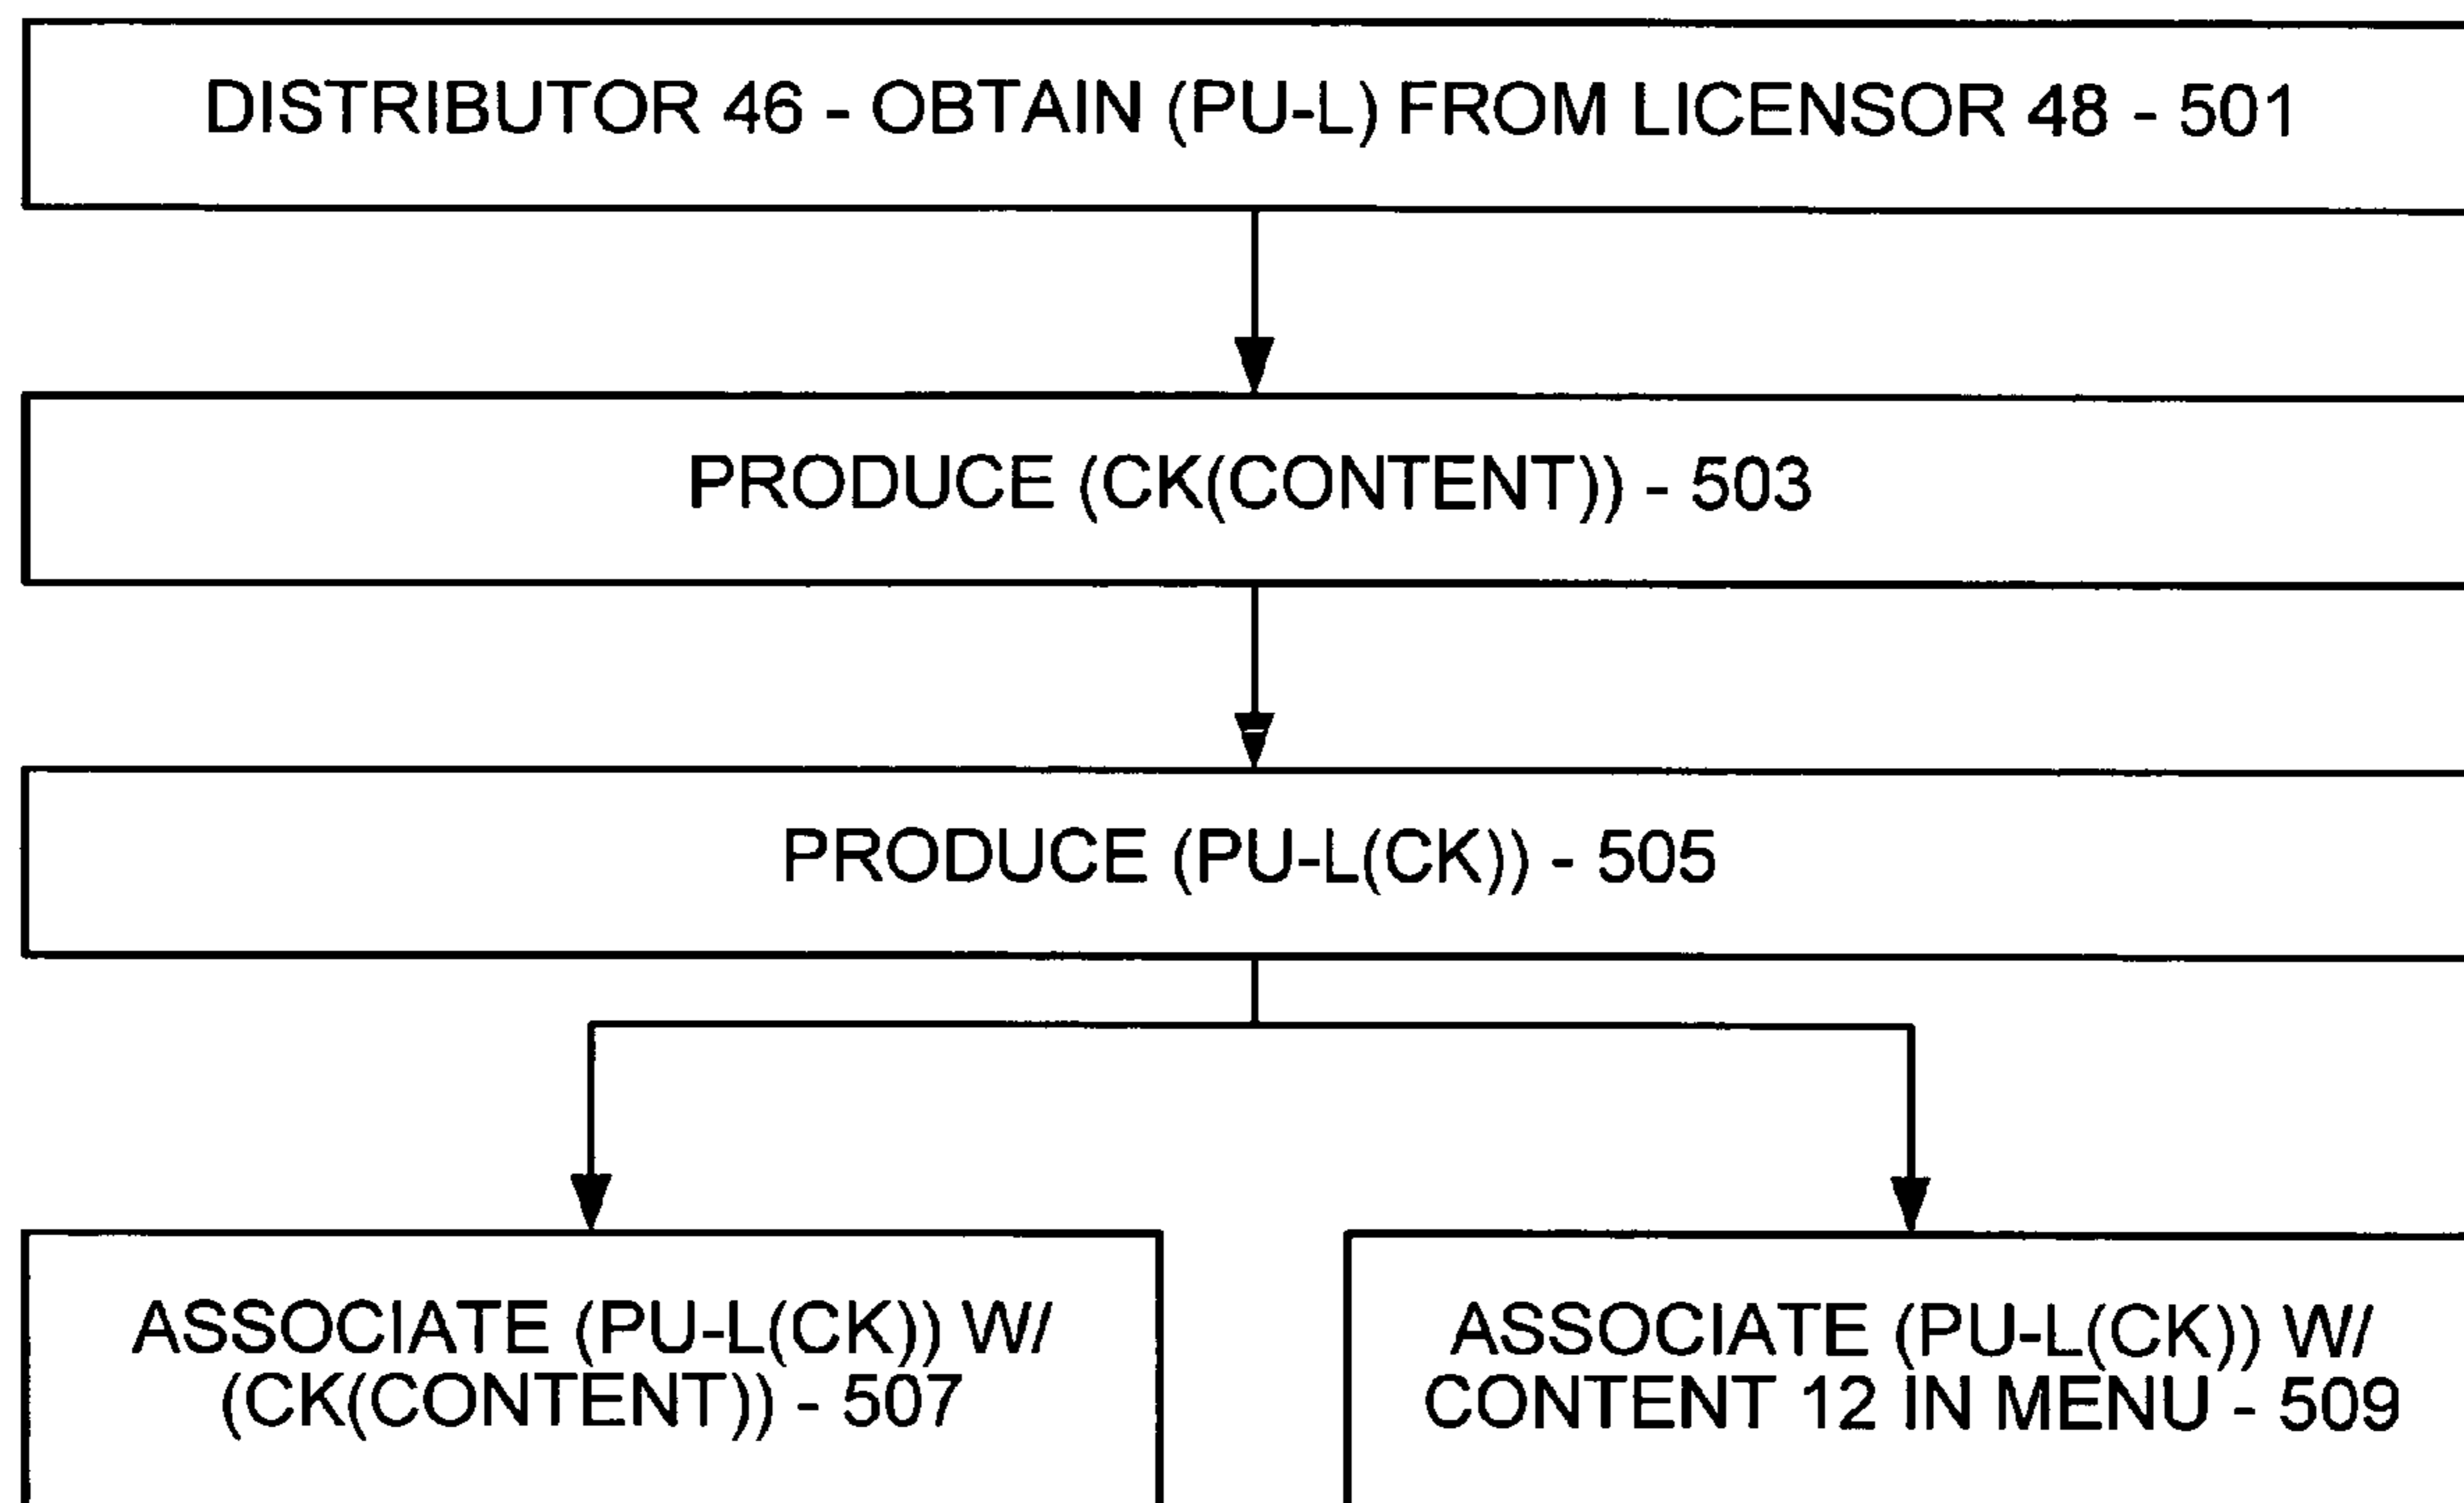 DISTRIBUTOR 46 - OBTAIN (PU-L) FROM LICENSOR 48 - 501
PRODUCE (CK(CONTENT)) - 503
PRODUCE (PU-L(CK)) - 505
ASSOCIATE (PU-L(CK)) W/
(CK(CONTENT)) - 507
ASSOCIATE (PU-L(CK)) W/
CONTENT 12 IN MENU - 509